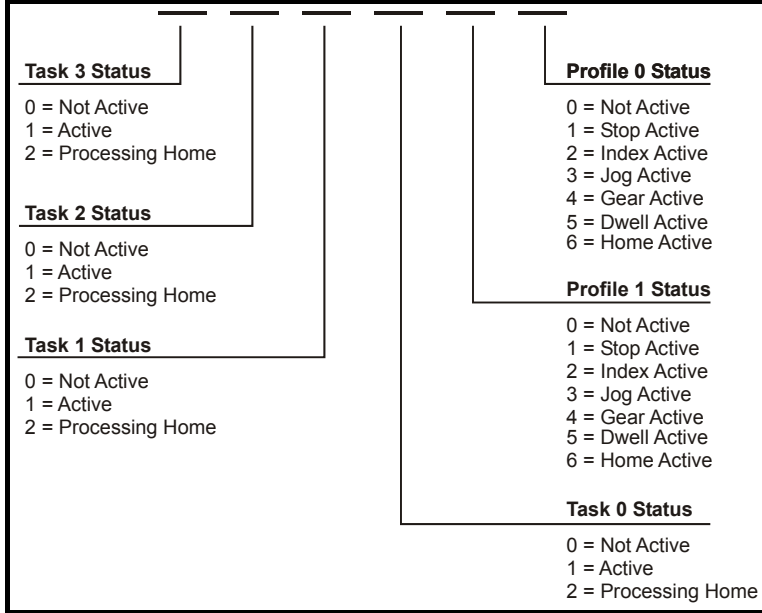 Task 3 Status
0 = Not Active
1 = Active
2 = Processing Home
Task 2 Status
0 = Not Active
1 = Active
2 = Processing Home
Task 1 Status
0 = Not Active
1 = Active
2 = Processing Home
Profile 0 Status
0 = Not Active
1 = Stop Active
2 = Index Active
3 = Jog Active
4 = Gear Active
5 = Dwell Active
6 = Home Active
Profile 1 Status
0 = Not Active
1 = Stop Active
2 = Index Active
3 = Jog Active
4 = Gear Active
5 = Dwell Active
6 = Home Active
Task 0 Status
0 = Not Active
1 = Active
2 = Processing Home